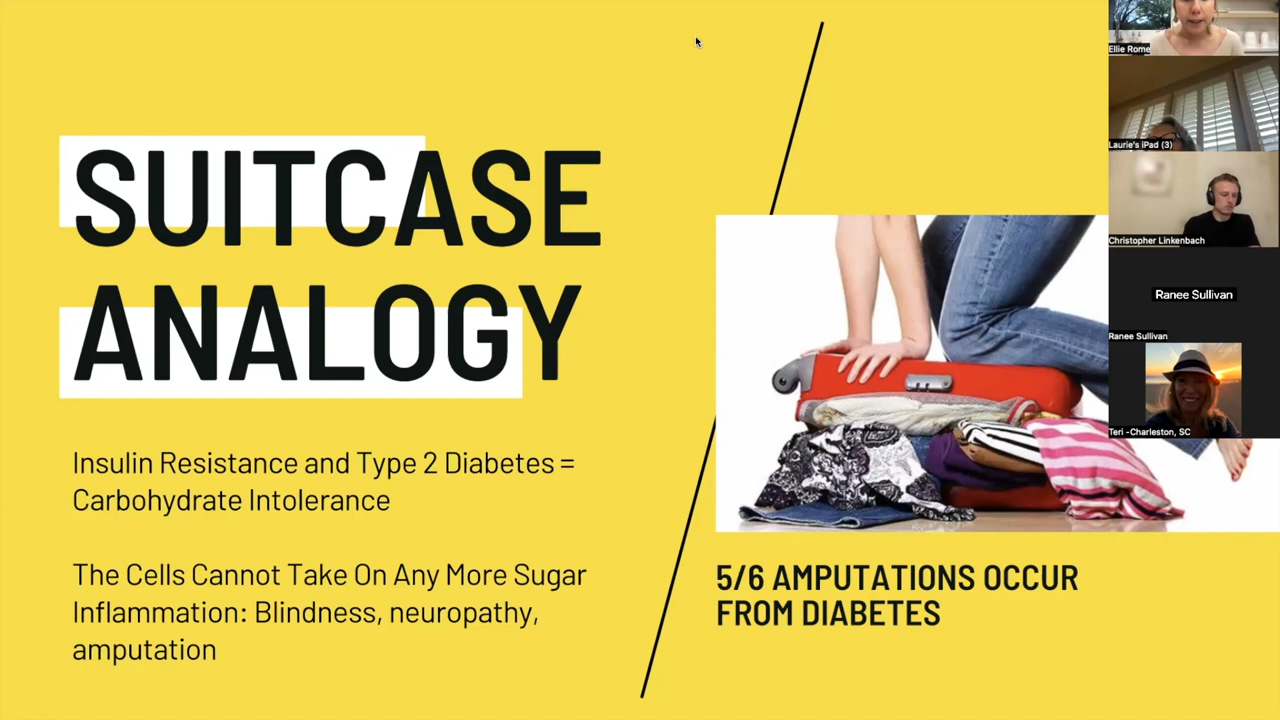 SUITCASE
ANALOGY
Insulin Resistance and Type 2 Diabetes =
Carbohydrate Intolerance
The Cells Cannot Take On Any More Sugar
Inflammation: Blindness, neuropathy,
amputation
5/6 AMPUTATIONS OCCUR
FROM DIABETES
Ellie Rome
Laurie's iPad (3)
Christopher Linkenbach
Ranee Sullivan
Ranee Sullivan
Teri -Charleston, SC